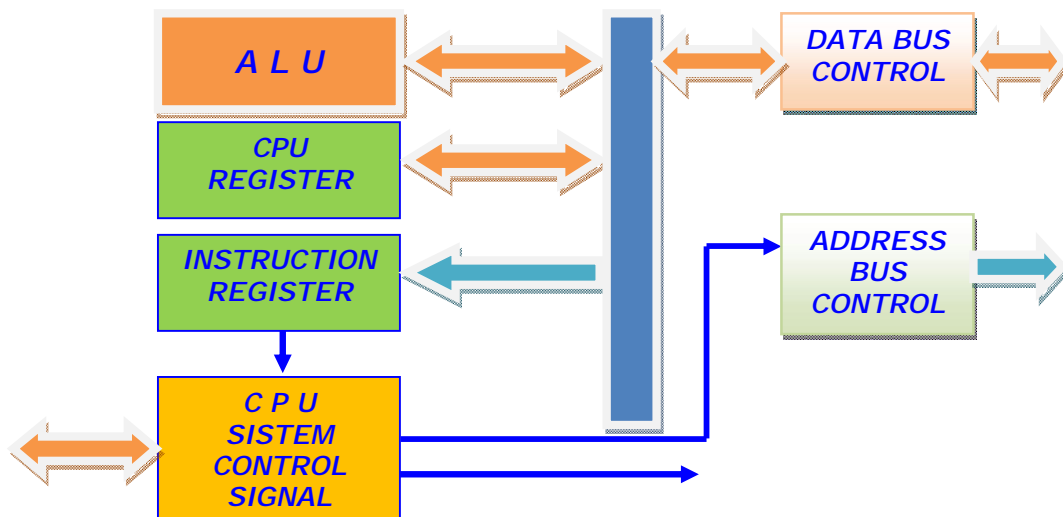 A L U
CPU
REGISTER
INSTRUCTION
REGISTER
C P U
SISTEM
CONTROL
SIGNAL
DATA BUS
CONTROL
ADDRESS
BUS
CONTROL